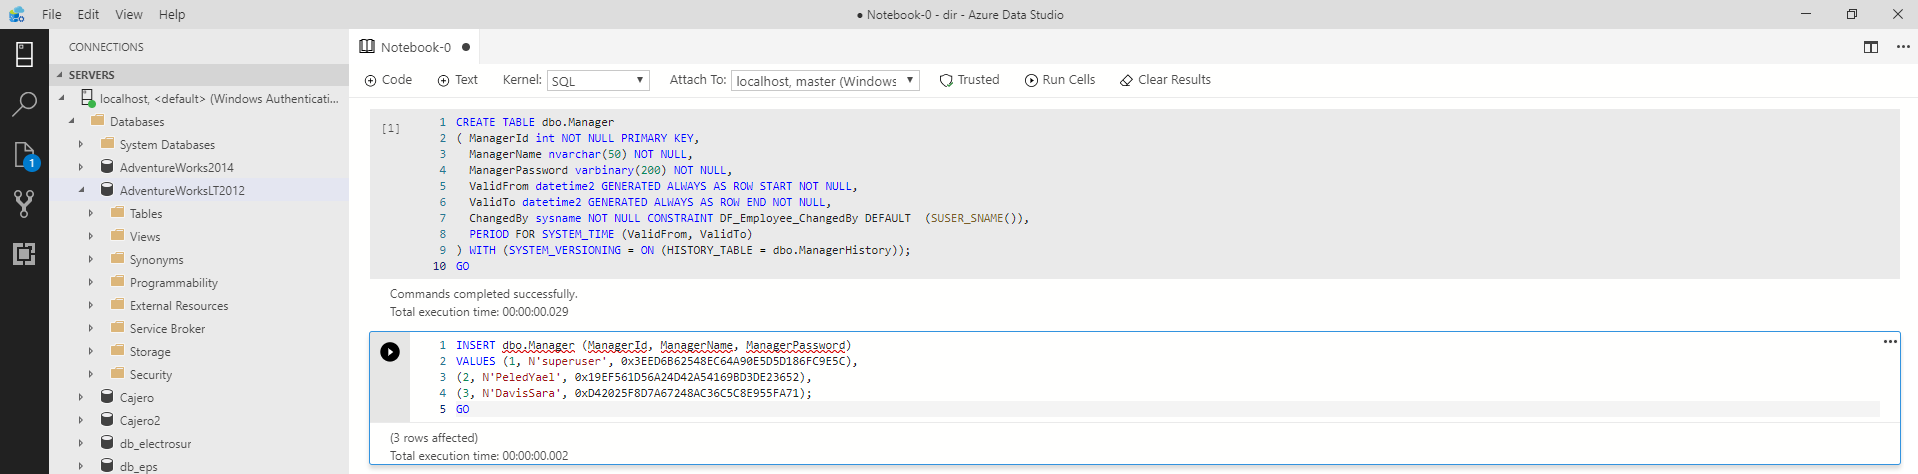 File Edit View Help
● Notebook-0 - dir - Azure Data Studio
CONNECTIONS
SERVERS
localhost, <default> (Windows Authenticati...
Databases
System Databases
AdventureWorks2014
AdventureWorksLT2012
Tables
Views
Synonyms
Programmability
External Resources
Service Broker
Storage
Security
Cajero
Cajero2
db_electrosur
db_eps
1
Notebook-0 ●
Code Text Kernel: SQL Attach To: localhost, master (Windows Trusted Run Cells Clear Results
[1]
1 CREATE TABLE dbo.Manager
2 ( ManagerId int NOT NULL PRIMARY KEY,
3 ManagerName nvarchar(50) NOT NULL,
4 ManagerPassword varbinary(200) NOT NULL,
5 ValidFrom datetime2 GENERATED ALWAYS AS ROW START NOT NULL,
6 ValidTo datetime2 GENERATED ALWAYS AS ROW END NOT NULL,
7 ChangedBy sysname NOT NULL CONSTRAINT DF_Employee_ChangedBy DEFAULT (SUSER_SNAME()),
8 PERIOD FOR SYSTEM_TIME (ValidFrom, ValidTo)
9 ) WITH (SYSTEM_VERSIONING = ON (HISTORY_TABLE = dbo.ManagerHistory));
10 GO
Commands completed successfully.
Total execution time: 00:00:00.029
1 INSERT dbo.Manager (ManagerId, ManagerName, ManagerPassword)
2 VALUES (1, N'superuser', 0x3EED6B62548EC64A90E5D5D186FC9E5C),
3 (2, N'PeledYael', 0x19EF561D56A24D42A54169BD3DE23652),
4 (3, N'DavisSara', 0xD42025F8D7A67248AC36C5C8E955FA71);
5 GO
(3 rows affected)
Total execution time: 00:00:00.002